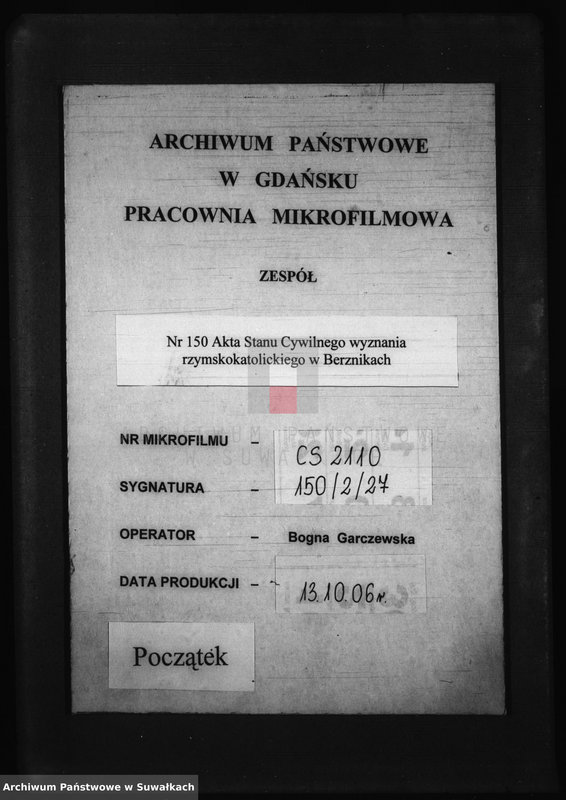 ARCHIWUM PAŃSTWOWE
W GDAŃSKU
PRACOWNIA MIKROFILMOWA
ZESPÓŁ
Nr 150 Akta Stanu Cywilnego wyznania
rzymskokatolickiego w Berznikach
NR MIKROFILMU - CS 2110
SYGNATURA - 150/2/27
OPERATOR - Bogna Garczewska
DATA PRODUKCJI - 13.10.06r.
Początek
Archiwum Państwowe w Suwałkach